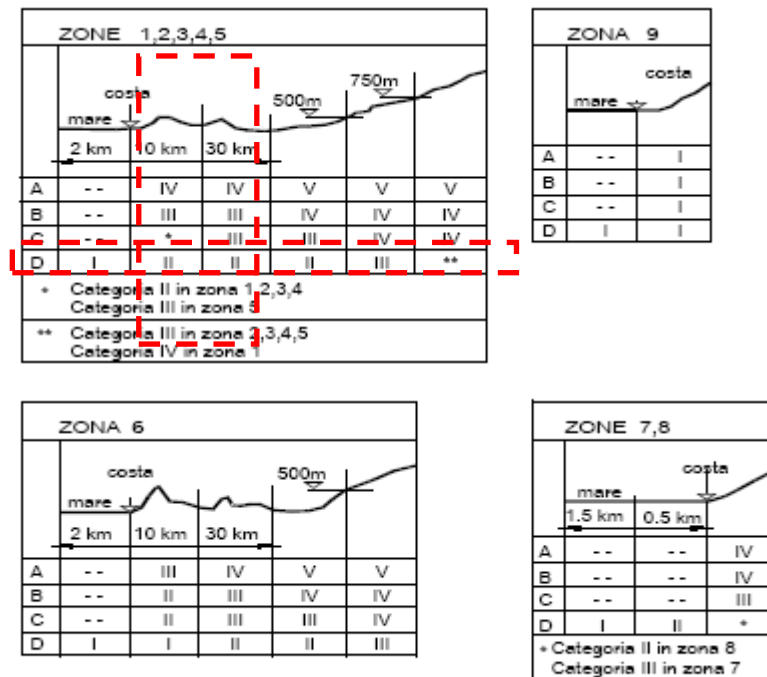 ZONE 1,2,3,4,5
costa
mare
500m
750m
2 km 10 km 30 km
A -- IV IV V V V
B -- III III IV IV IV
C -- * III III IV IV
D I II II II III **
* Categoria II in zona 1,2,3,4
Categoria III in zona 5
** Categoria III in zona 2,3,4,5
Categoria IV in zona 1
ZONA 9
costa
mare
A -- I
B -- I
C -- I
D I I
ZONA 6
costa
mare
500m
2 km 10 km 30 km
A -- III IV V V
B -- II III IV IV
C -- II III III IV
D I I II II III
ZONE 7,8
costa
mare
1.5 km 0.5 km
A -- -- IV
B -- -- IV
C -- -- III
D I II *
* Categoria II in zona 8
Categoria III in zona 7